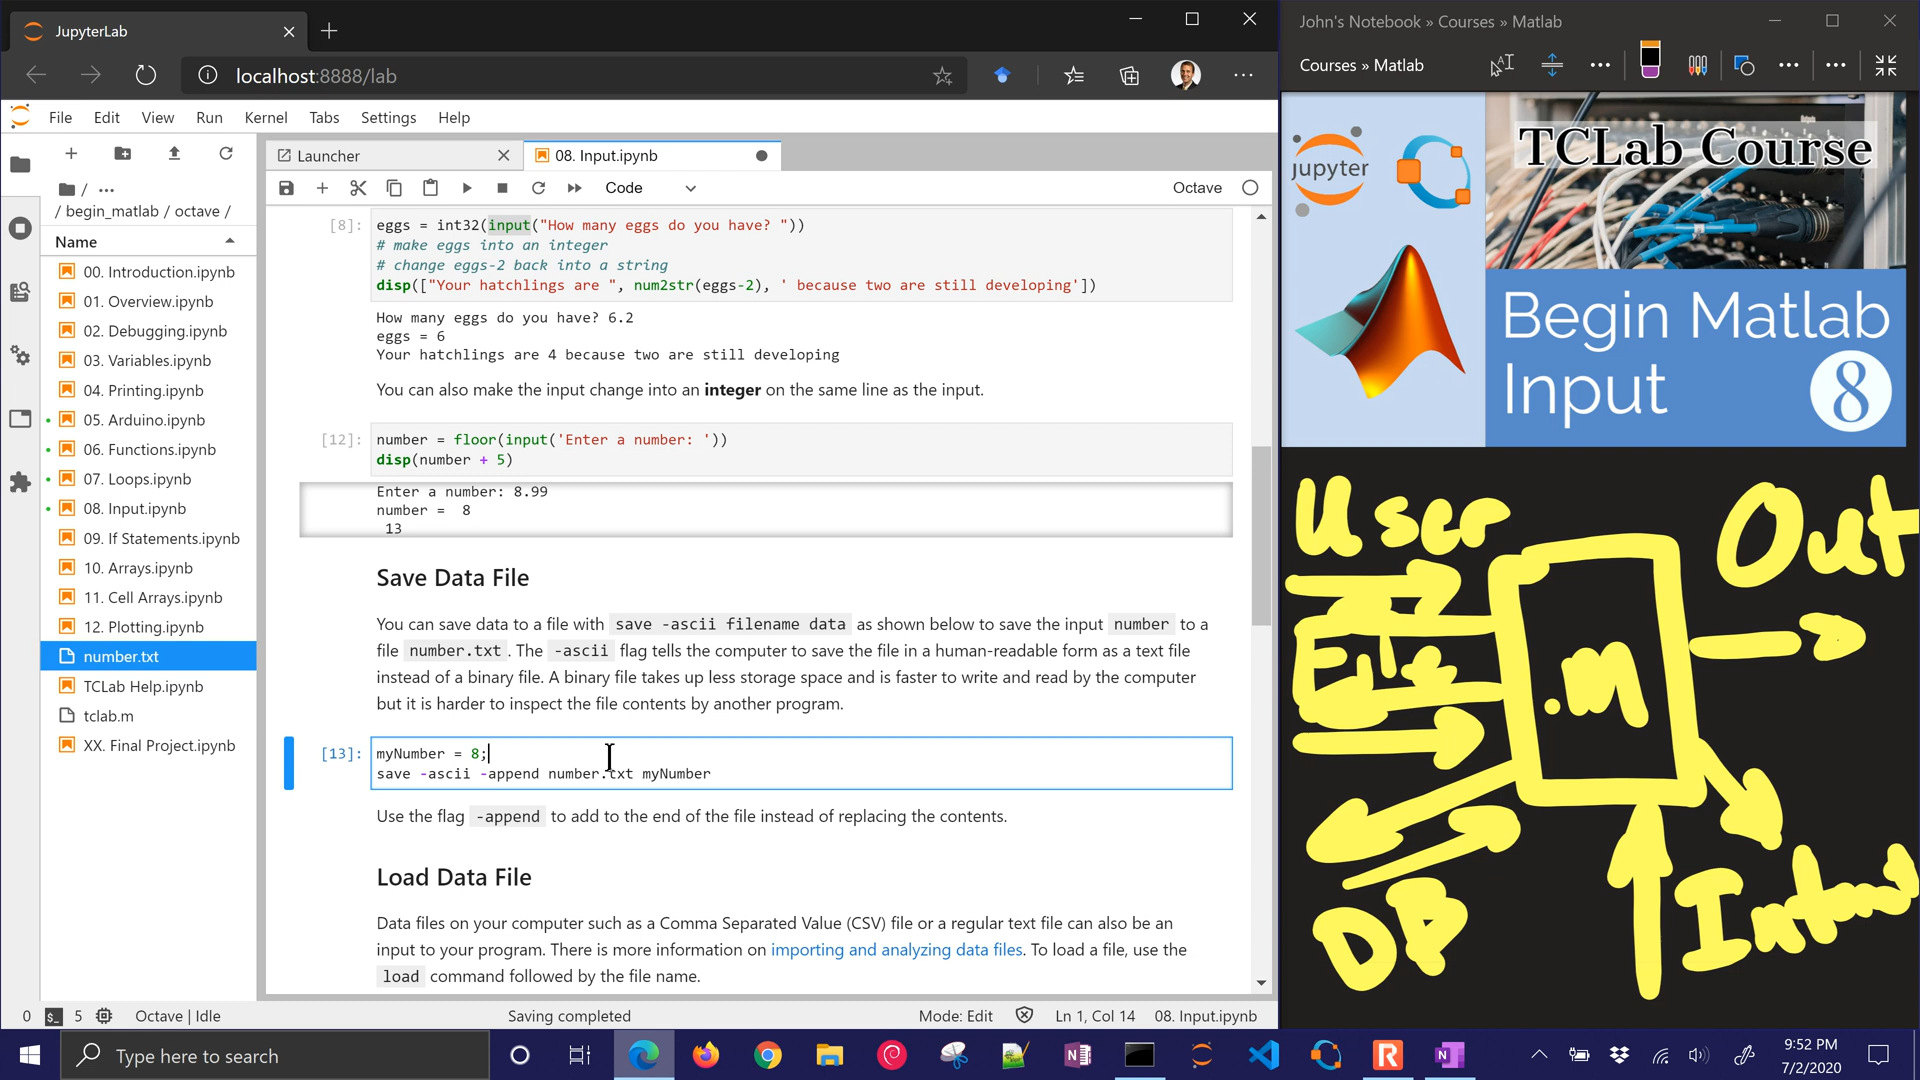 JupyterLab
John's Notebook » Courses » Matlab
localhost:8888/lab
Courses » Matlab
File Edit View Run Kernel Tabs Settings Help
Launcher
08. Input.ipynb
Code
Octave
/ ...
/ begin_matlab / octave /
Name
00. Introduction.ipynb
01. Overview.ipynb
02. Debugging.ipynb
03. Variables.ipynb
04. Printing.ipynb
05. Arduino.ipynb
06. Functions.ipynb
07. Loops.ipynb
08. Input.ipynb
09. If Statements.ipynb
10. Arrays.ipynb
11. Cell Arrays.ipynb
12. Plotting.ipynb
number.txt
TCLab Help.ipynb
tclab.m
XX. Final Project.ipynb
[8]: eggs = int32(input("How many eggs do you have? "))
# make eggs into an integer
# change eggs-2 back into a string
disp(["Your hatchlings are ", num2str(eggs-2), ' because two are still developing'])
How many eggs do you have? 6.2
eggs = 6
Your hatchlings are 4 because two are still developing
You can also make the input change into an integer on the same line as the input.
[12]: number = floor(input('Enter a number: '))
disp(number + 5)
Enter a number: 8.99
number =  8
13
Save Data File
You can save data to a file with save -ascii filename data as shown below to save the input number to a
file number.txt. The -ascii flag tells the computer to save the file in a human-readable form as a text file
instead of a binary file. A binary file takes up less storage space and is faster to write and read by the computer
but it is harder to inspect the file contents by another program.
[13]: myNumber = 8;
save -ascii -append number.txt myNumber
Use the flag -append to add to the end of the file instead of replacing the contents.
Load Data File
Data files on your computer such as a Comma Separated Value (CSV) file or a regular text file can also be an
input to your program. There is more information on importing and analyzing data files. To load a file, use the
load command followed by the file name.
0 $_ 5 Octave | Idle
Saving completed
Mode: Edit
Ln 1, Col 14
08. Input.ipynb
TCLab Course
jupyter
Begin Matlab
Input
8
User
Out
.m
DB
Type here to search
9:52 PM
7/2/2020